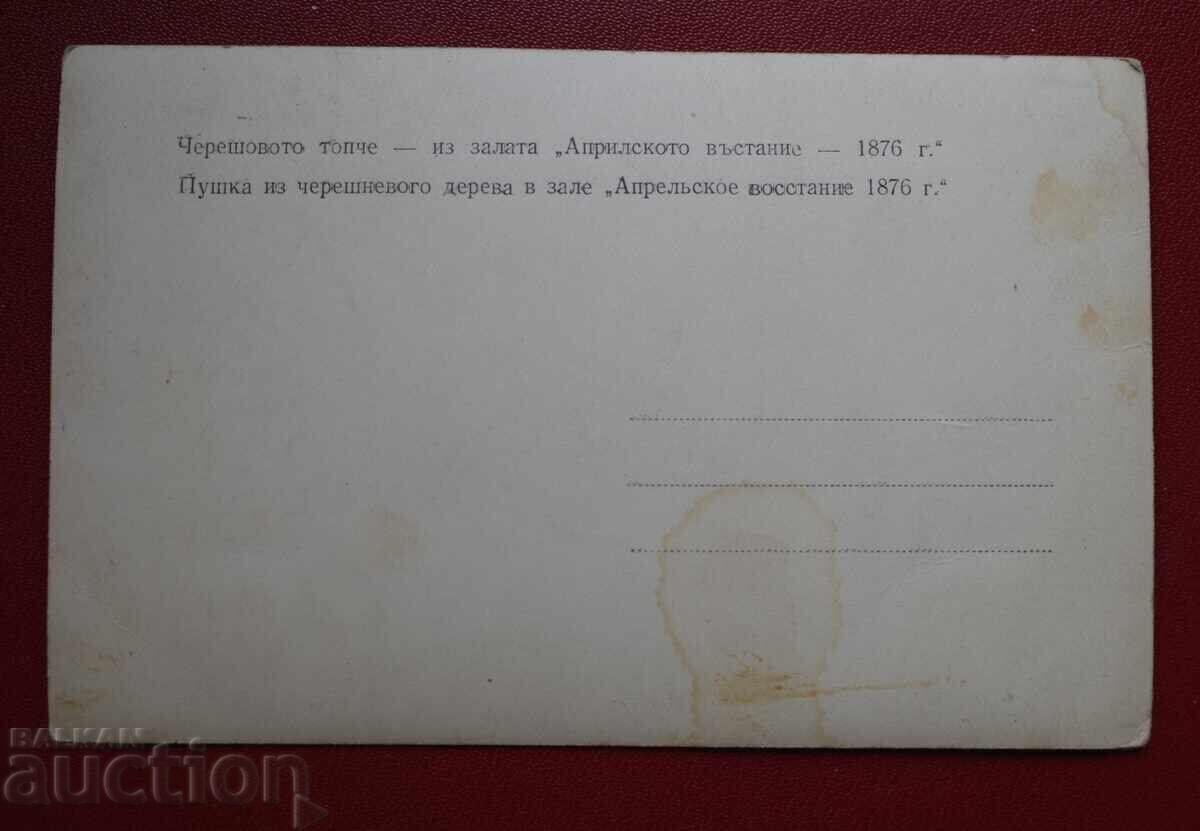 Черешовото топче — из залата „Априлското въстание — 1876 г.“
Пушка из черешневого дерева в зале „Апрельское восстание 1876 г.“
BALKAN
auction